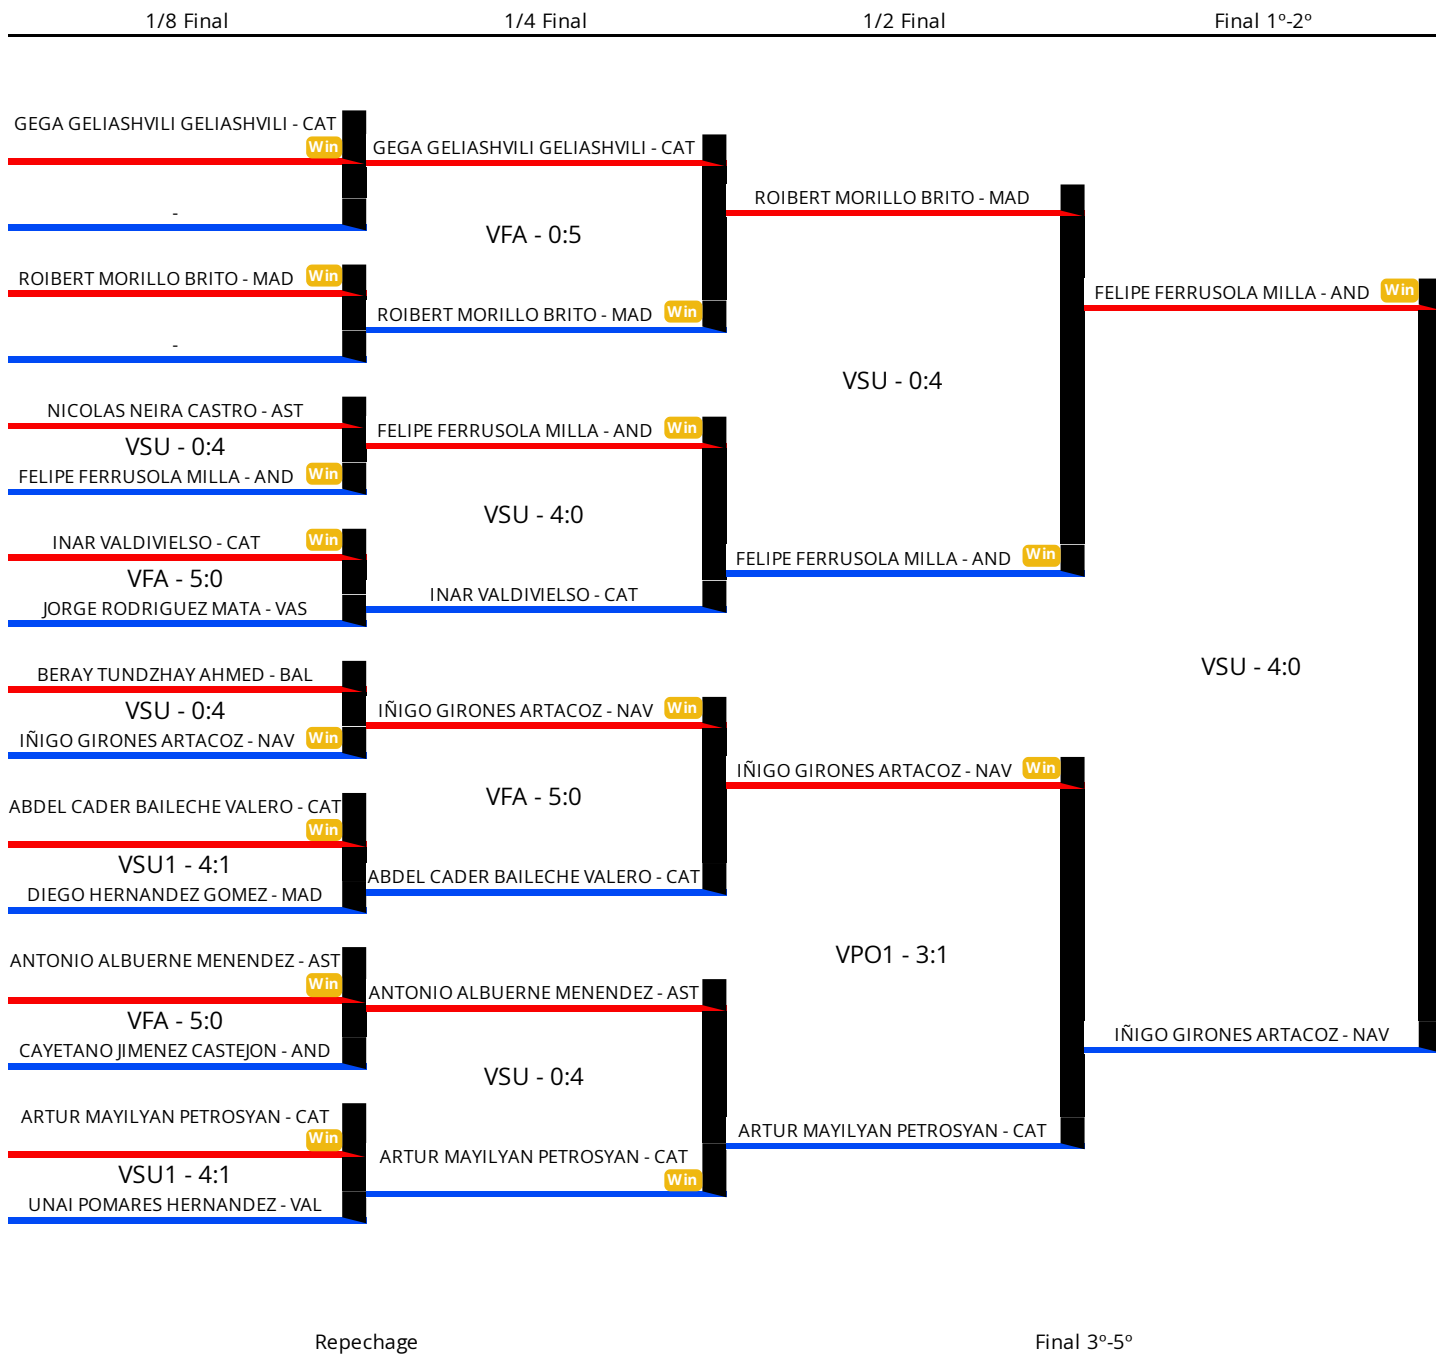 1/8 Final
1/4 Final
1/2 Final
Final 1º-2º
GEGA GELIASHVILI GELIASHVILI - CAT
Win
-
ROIBERT MORILLO BRITO - MAD
Win
-
NICOLAS NEIRA CASTRO - AST
VSU - 0:4
FELIPE FERRUSOLA MILLA - AND
Win
INAR VALDIVIELSO - CAT
Win
VFA - 5:0
JORGE RODRIGUEZ MATA - VAS
BERAY TUNDZHAY AHMED - BAL
VSU - 0:4
IÑIGO GIRONES ARTACOZ - NAV
Win
ABDEL CADER BAILECHE VALERO - CAT
Win
VSU1 - 4:1
DIEGO HERNANDEZ GOMEZ - MAD
ANTONIO ALBUERNE MENENDEZ - AST
Win
VFA - 5:0
CAYETANO JIMENEZ CASTEJON - AND
ARTUR MAYILYAN PETROSYAN - CAT
Win
VSU1 - 4:1
UNAI POMARES HERNANDEZ - VAL
GEGA GELIASHVILI GELIASHVILI - CAT
VFA - 0:5
ROIBERT MORILLO BRITO - MAD
Win
FELIPE FERRUSOLA MILLA - AND
Win
VSU - 4:0
INAR VALDIVIELSO - CAT
IÑIGO GIRONES ARTACOZ - NAV
Win
VFA - 5:0
ABDEL CADER BAILECHE VALERO - CAT
ANTONIO ALBUERNE MENENDEZ - AST
VSU - 0:4
ARTUR MAYILYAN PETROSYAN - CAT
Win
ROIBERT MORILLO BRITO - MAD
VSU - 0:4
FELIPE FERRUSOLA MILLA - AND
Win
IÑIGO GIRONES ARTACOZ - NAV
Win
VPO1 - 3:1
ARTUR MAYILYAN PETROSYAN - CAT
FELIPE FERRUSOLA MILLA - AND
Win
VSU - 4:0
IÑIGO GIRONES ARTACOZ - NAV
Repechage
Final 3º-5º